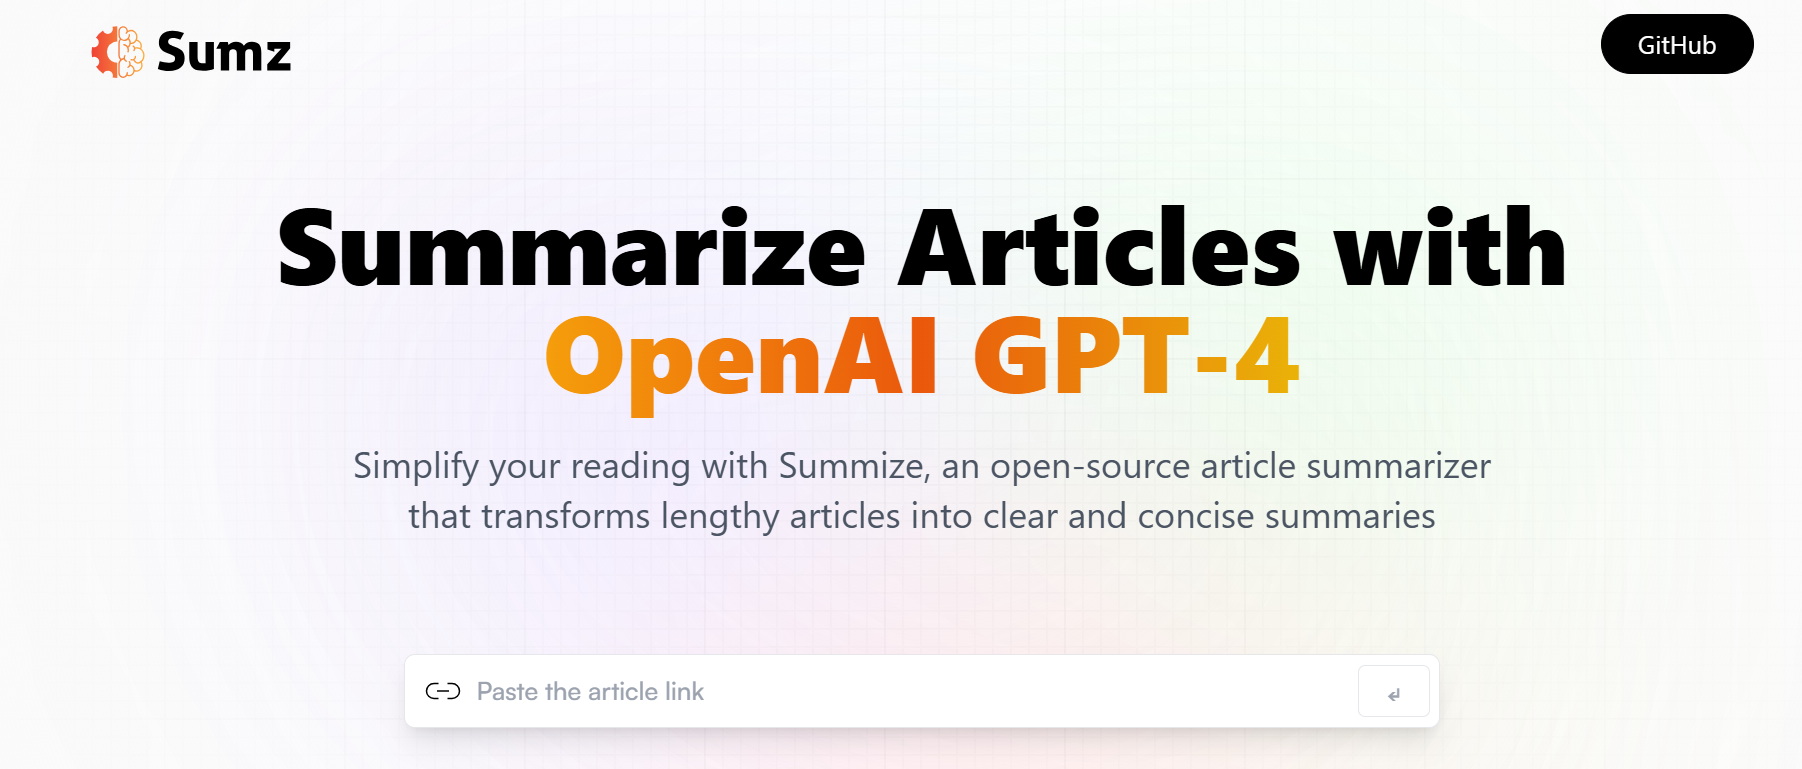 Sumz
GitHub
Summarize Articles with
OpenAI GPT-4
Simplify your reading with Summize, an open-source article summarizer
that transforms lengthy articles into clear and concise summaries
Paste the article link
↲